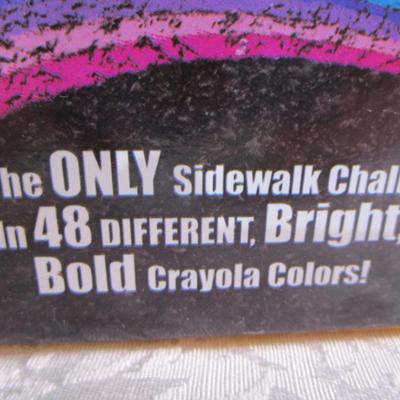 he ONLY Sidewalk Chal
In 48 DIFFERENT, Bright,
Bold Crayola Colors!